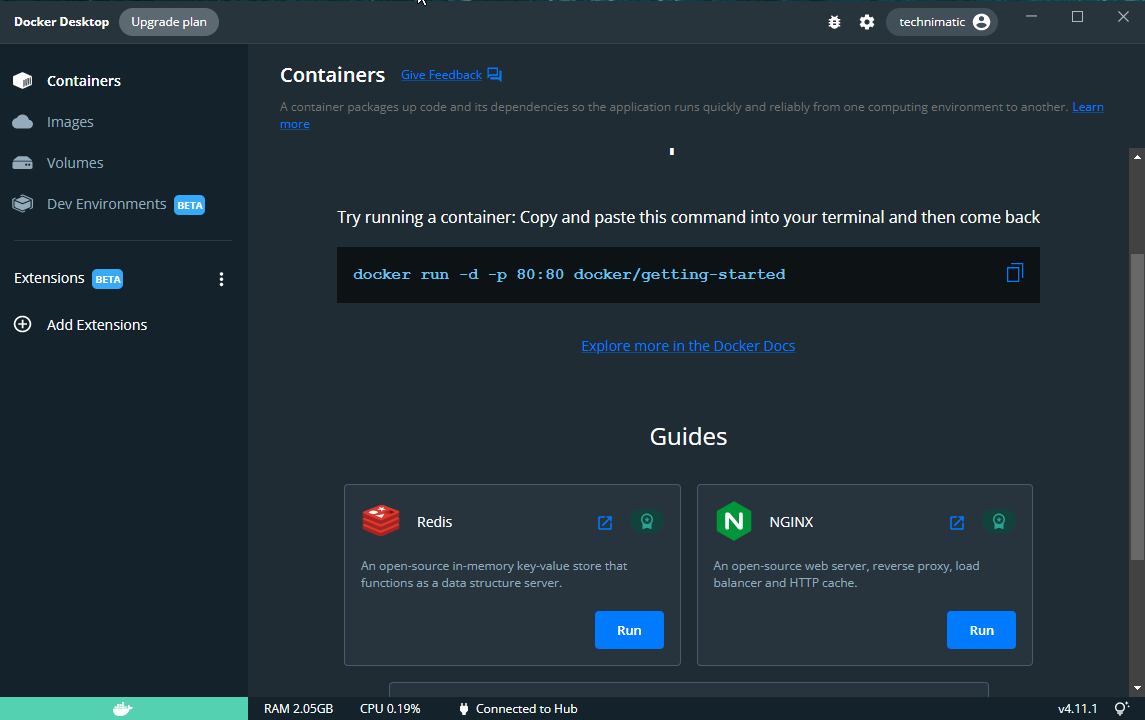 Docker Desktop Upgrade plan technimatic
Containers
Images
Volumes
Dev Environments BETA
Extensions BETA
Add Extensions
Containers Give Feedback
A container packages up code and its dependencies so the application runs quickly and reliably from one computing environment to another. Learn
more
Try running a container: Copy and paste this command into your terminal and then come back
docker run -d -p 80:80 docker/getting-started
Explore more in the Docker Docs
Guides
Redis
An open-source in-memory key-value store that
functions as a data structure server.
Run
NGINX
An open-source web server, reverse proxy, load
balancer and HTTP cache.
Run
RAM 2.05GB CPU 0.19% Connected to Hub v4.11.1